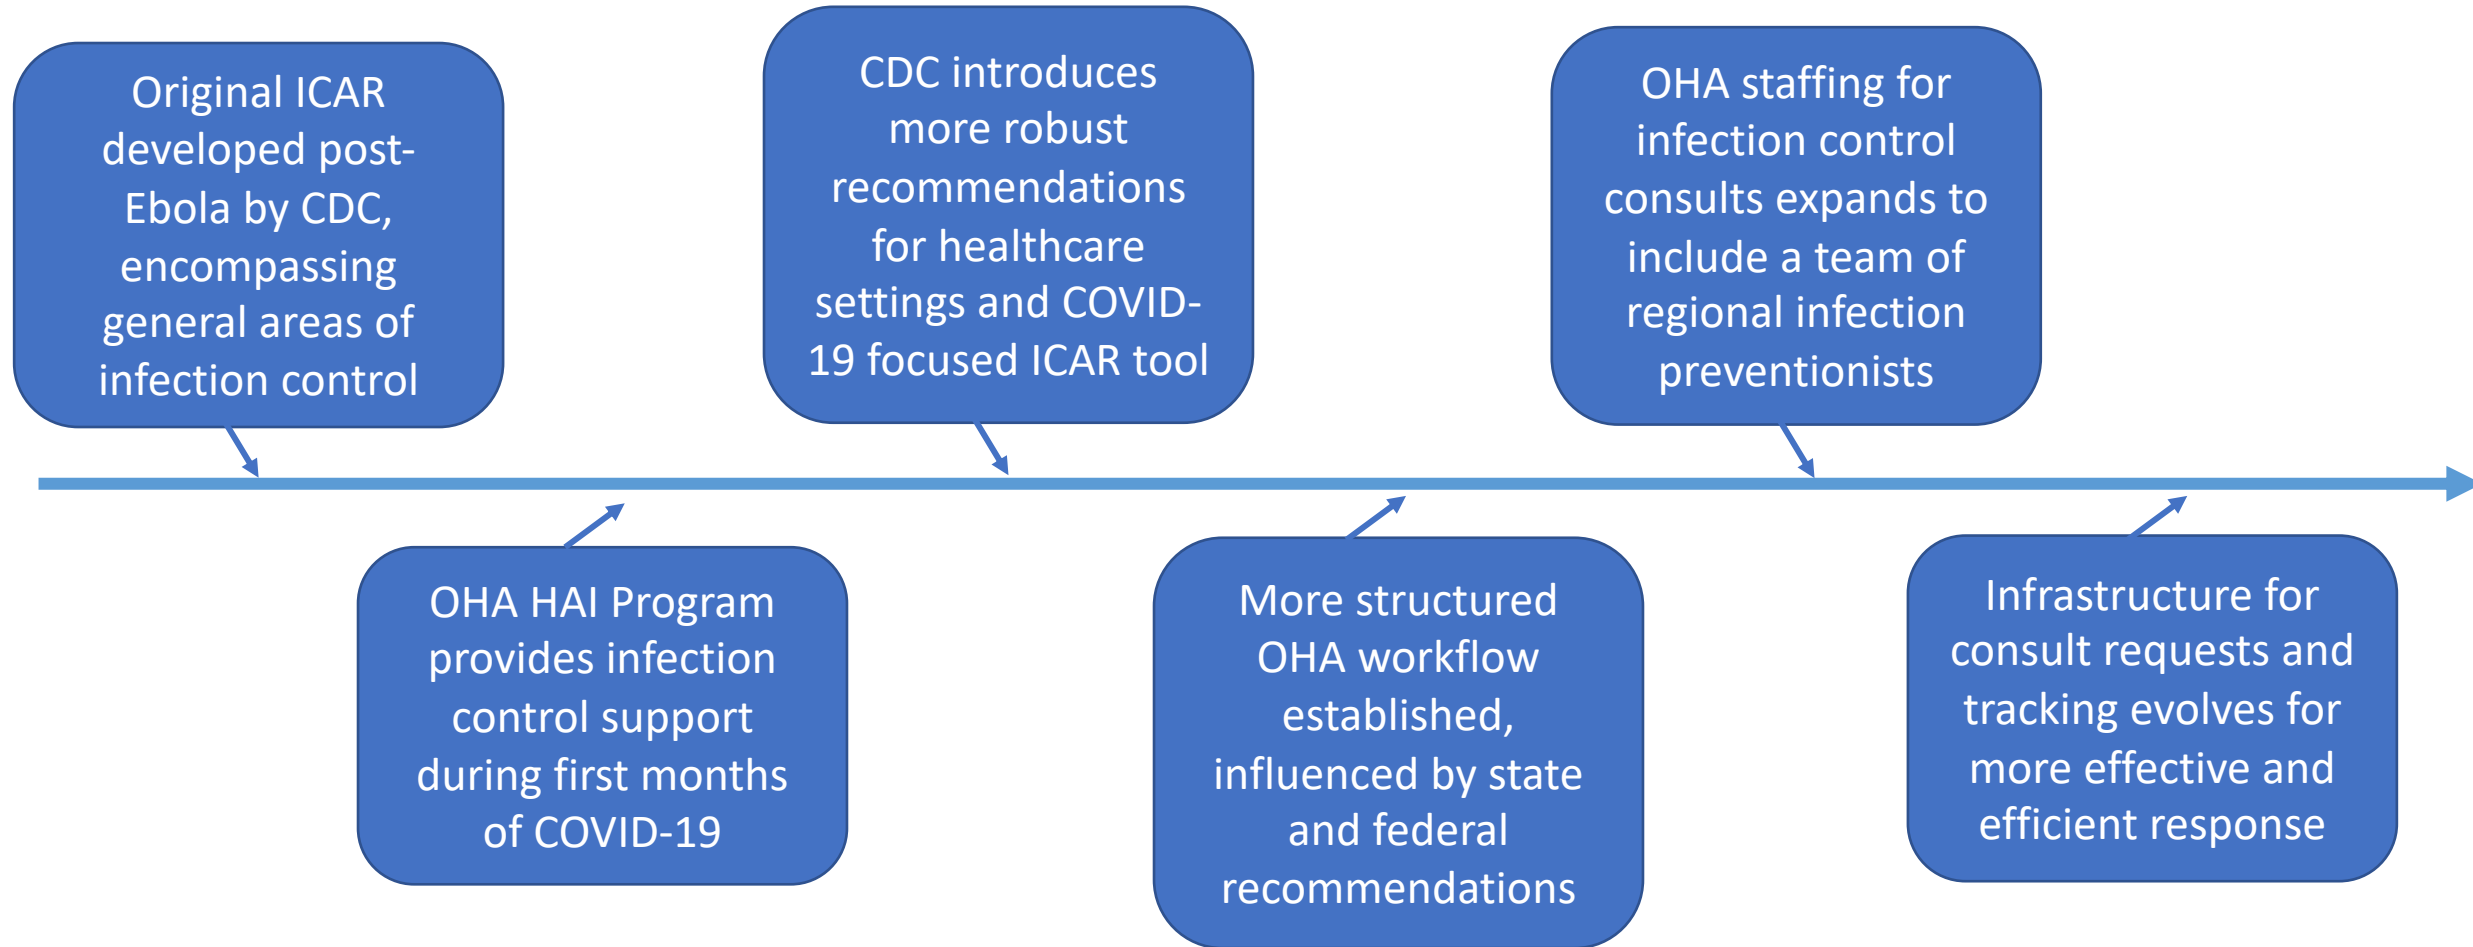 Original ICAR
developed post-
Ebola by CDC,
encompassing
general areas of
infection control
OHA HAI Program
provides infection
control support
during first months
of COVID-19
CDC introduces
more robust
recommendations
for healthcare
settings and COVID-
19 focused ICAR tool
More structured
OHA workflow
established,
influenced by state
and federal
recommendations
OHA staffing for
infection control
consults expands to
include a team of
regional infection
preventionists
Infrastructure for
consult requests and
tracking evolves for
more effective and
efficient response